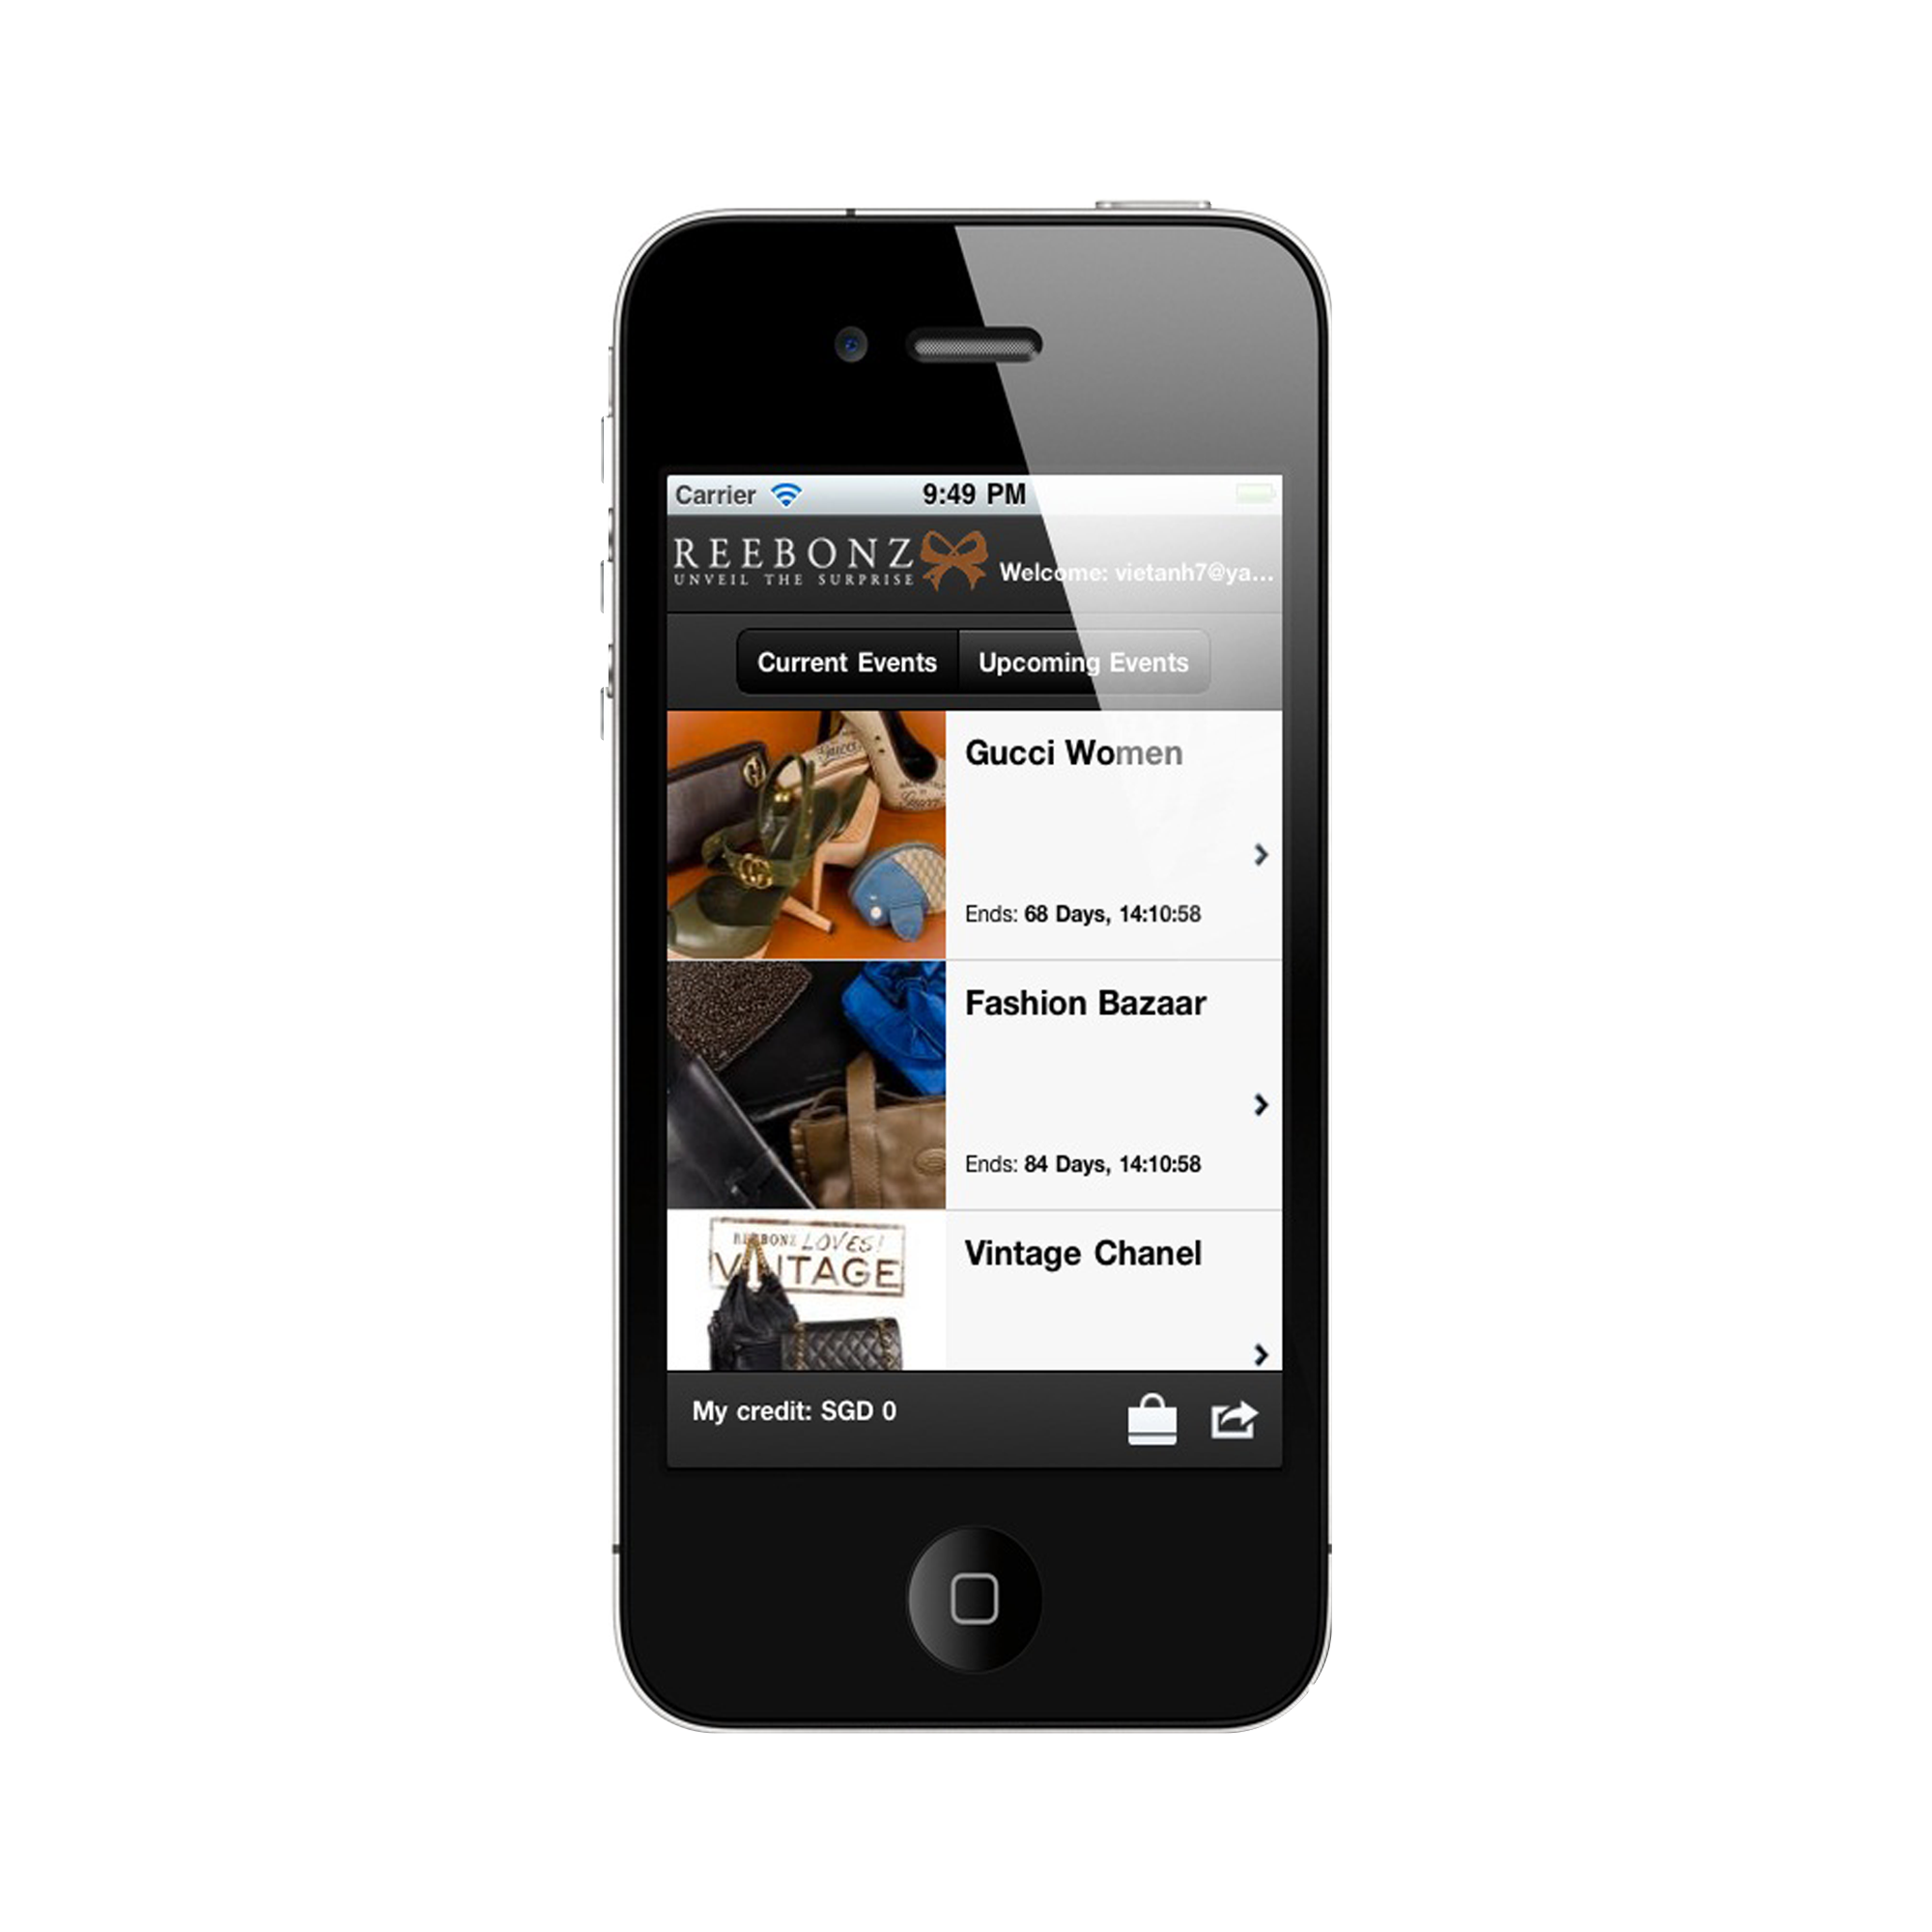 Carrier 9:49 PM
REEBONZ
UNVEIL THE SURPRISE
Welcome: vietanh7@ya...
Current Events Upcoming Events
Gucci
Gucci
Gucci Women
Ends: 68 Days, 14:10:58
Fashion Bazaar
Ends: 84 Days, 14:10:58
REEBONZ LOVES!
VINTAGE
Vintage Chanel
My credit: SGD 0